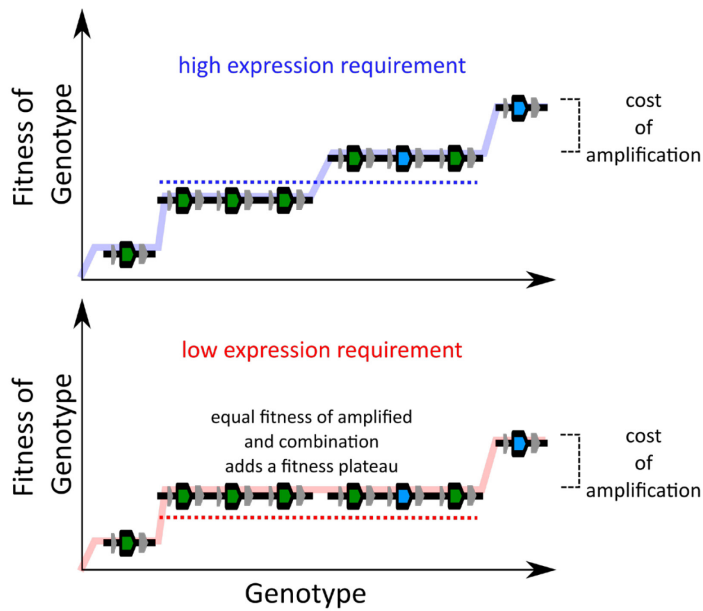 high expression requirement
Fitness of
Genotype
cost
of
amplification
low expression requirement
Fitness of
Genotype
equal fitness of amplified
and combination
adds a fitness plateau
cost
of
amplification
Genotype